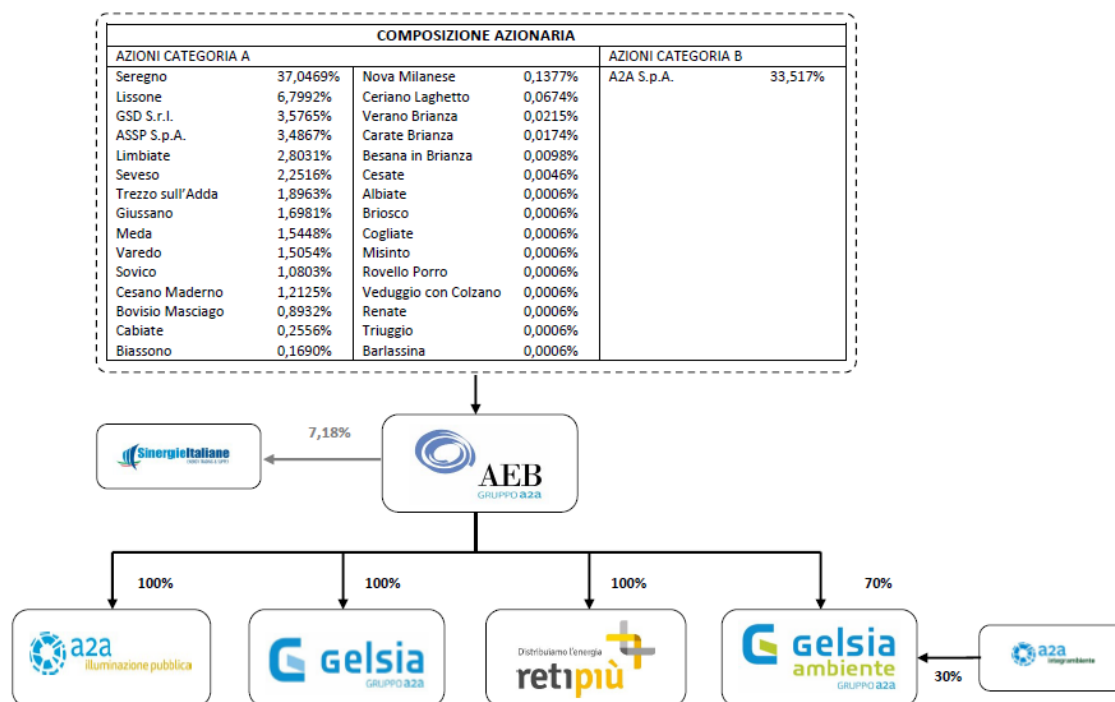 COMPOSIZIONE AZIONARIA
AZIONI CATEGORIA A AZIONI CATEGORIA B
Seregno 37,0469% Nova Milanese 0,1377% A2A S.p.A. 33,517%
Lissone 6,7992% Ceriano Laghetto 0,0674%
GSD S.r.l. 3,5765% Verano Brianza 0,0215%
ASSP S.p.A. 3,4867% Carate Brianza 0,0174%
Limbiate 2,8031% Besana in Brianza 0,0098%
Seveso 2,2516% Cesate 0,0046%
Trezzo sull'Adda 1,8963% Albiate 0,0006%
Giussano 1,6981% Briosco 0,0006%
Meda 1,5448% Cogliate 0,0006%
Varedo 1,5054% Misinto 0,0006%
Sovico 1,0803% Rovello Porro 0,0006%
Cesano Maderno 1,2125% Veduggio con Colzano 0,0006%
Bovisio Masciago 0,8932% Renate 0,0006%
Cabiate 0,2556% Triuggio 0,0006%
Biassono 0,1690% Barlassina 0,0006%
7,18%
SinergieItaliane
AEB
GRUPPO a2a
100% 100% 100% 70%
a2a
illuminazione pubblica
Gelsia
GRUPPO a2a
Distribuiamo l'energia
retipiù
Gelsia
ambiente
GRUPPO a2a
30%
a2a
integrambiente